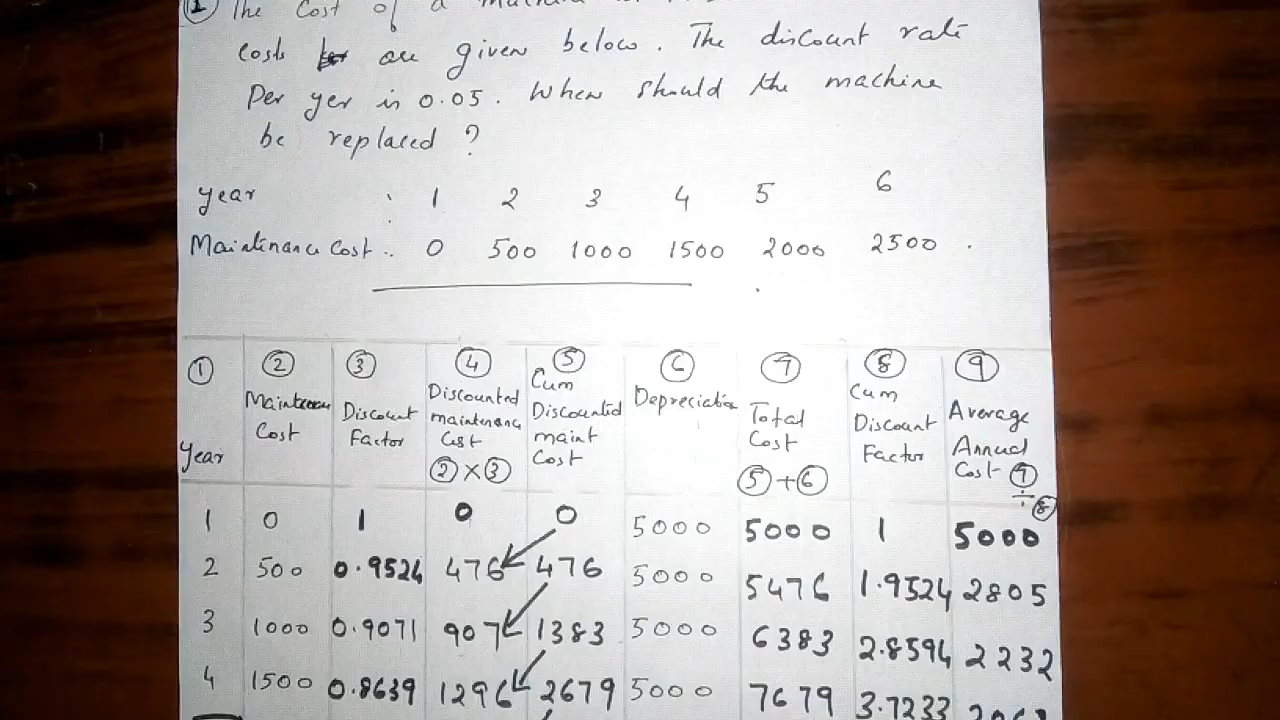 ② The Cost of a
costs are given below. The discount rate
Per yer is 0.05. When should the machine
be replaced ?
year : 1 2 3 4 5 6
Maintinance Cost .. 0 500 1000 1500 2000 2500 .
① ② ③ ④ ⑤ ⑥ ⑦ ⑧ ⑨
Year
Cost
Discount Factor
Discounted maintenance Cost ② × ③
Cum Discounted maint Cost
Depreciation
Total Cost ⑤ + ⑥
Cum Discount Factor
Average Annual Cost ⑦ ÷ ⑧
1 0 1 0 0 5000 5000 1 5000
2 500 0.9524 476 476 5000 5476 1.9524 2805
3 1000 0.9071 907 1383 5000 6383 2.8594 2232
4 1500 0.8639 1296 2679 5000 7679 3.7233